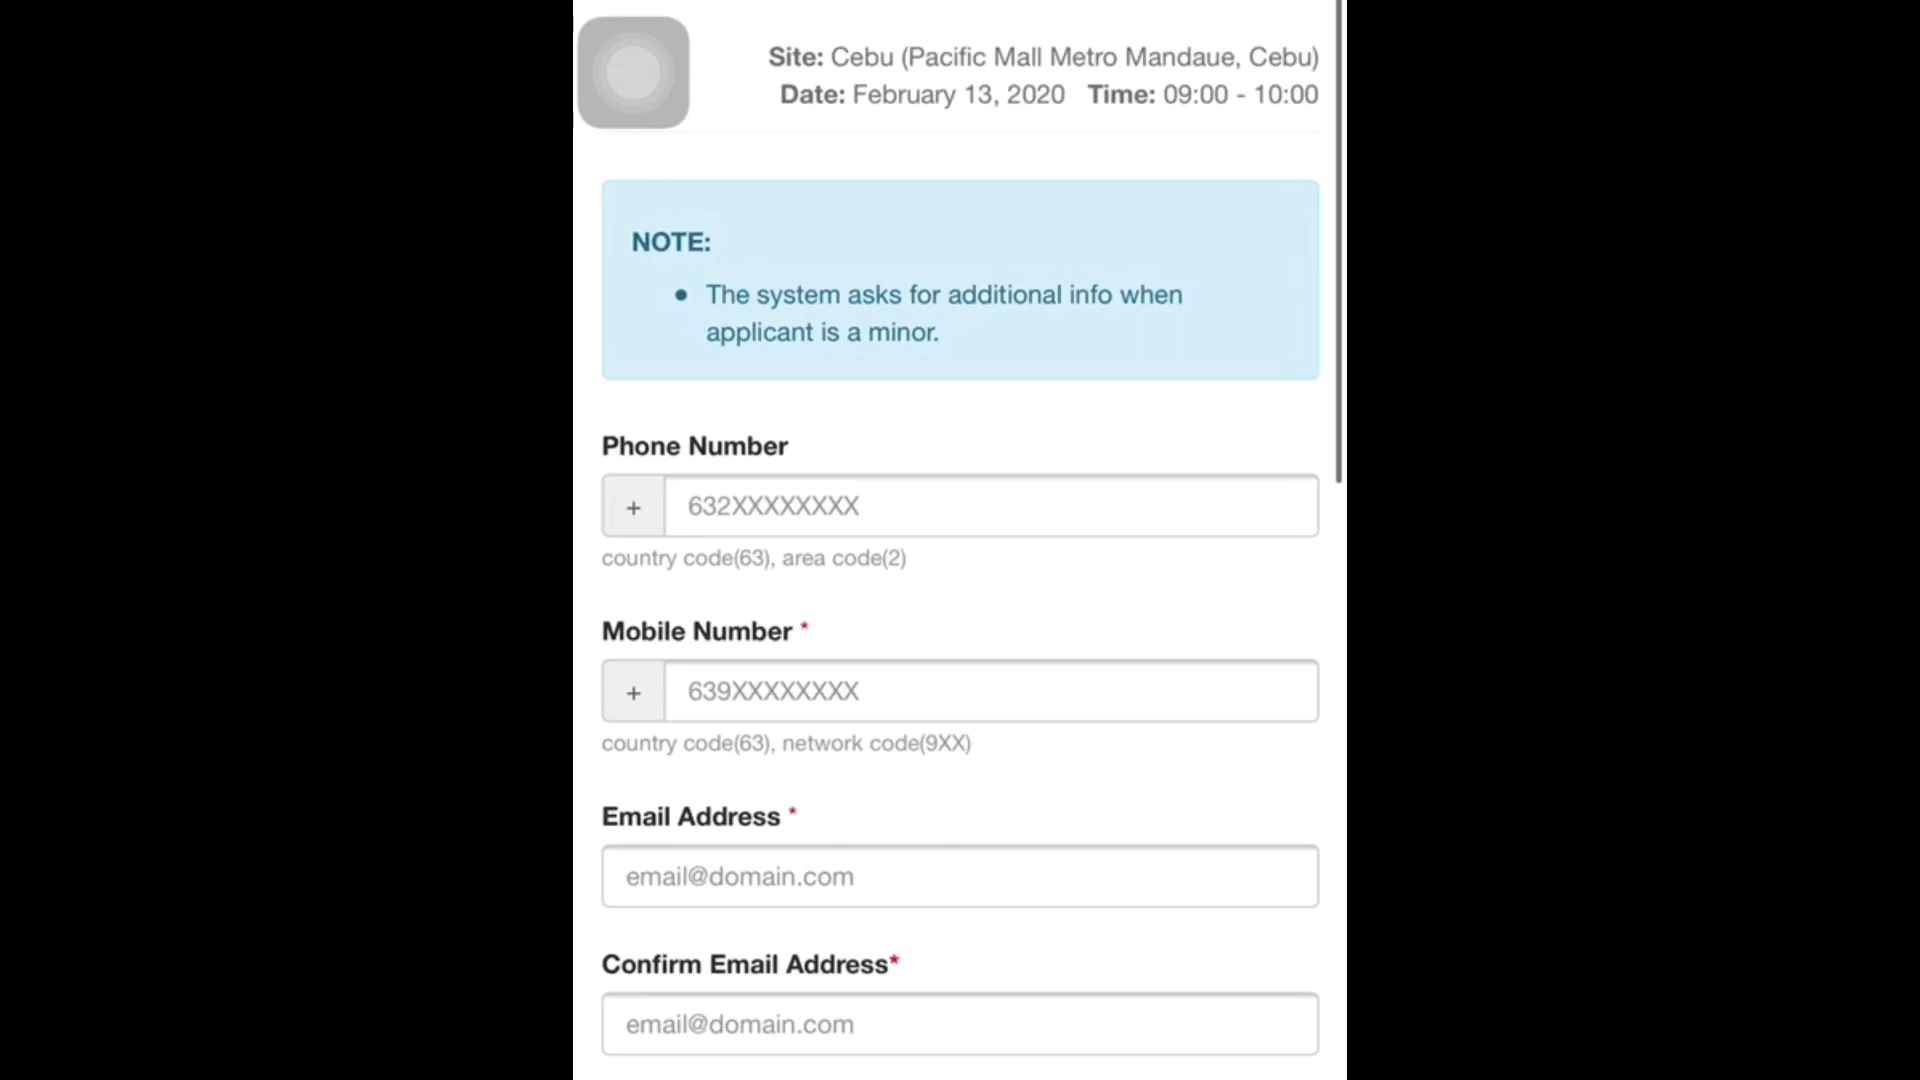 Site: Cebu (Pacific Mall Metro Mandaue, Cebu)
Date: February 13, 2020 Time: 09:00 - 10:00
NOTE:
• The system asks for additional info when
applicant is a minor.
Phone Number
+ 632XXXXXXXX
country code(63), area code(2)
Mobile Number *
+ 639XXXXXXXX
country code(63), network code(9XX)
Email Address *
email@domain.com
Confirm Email Address*
email@domain.com